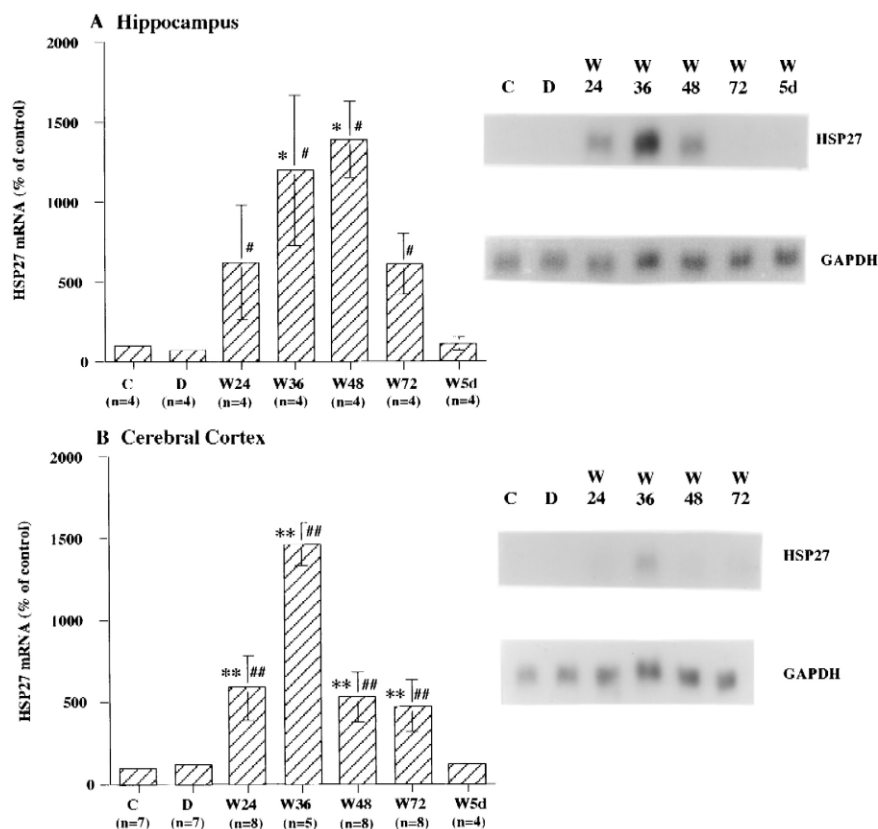 A Hippocampus
HSP27 mRNA (% of control)
2000
1500
1000
500
0
* #
* #
#
#
C D W24 W36 W48 W72 W5d
(n=4) (n=4) (n=4) (n=4) (n=4) (n=4) (n=4)
W W W W W
C D 24 36 48 72 5d
HSP27
GAPDH
B Cerebral Cortex
HSP27 mRNA (% of control)
2000
1500
1000
500
0
** ##
** ##
** ##
** ##
C D W24 W36 W48 W72 W5d
(n=7) (n=7) (n=8) (n=5) (n=8) (n=8) (n=4)
W W W W
C D 24 36 48 72
HSP27
GAPDH